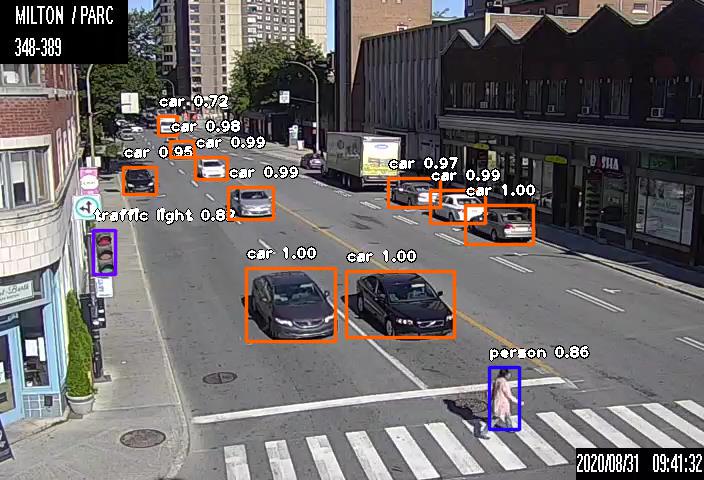 MILTON / PARC
348-389
car 0.72
car 0.98
car 0.99
car 0.95
car 0.99
car 0.97
car 0.99
car 1.00
traffic light 0.82
car 1.00
car 1.00
person 0.86
2020/08/31 09:41:32